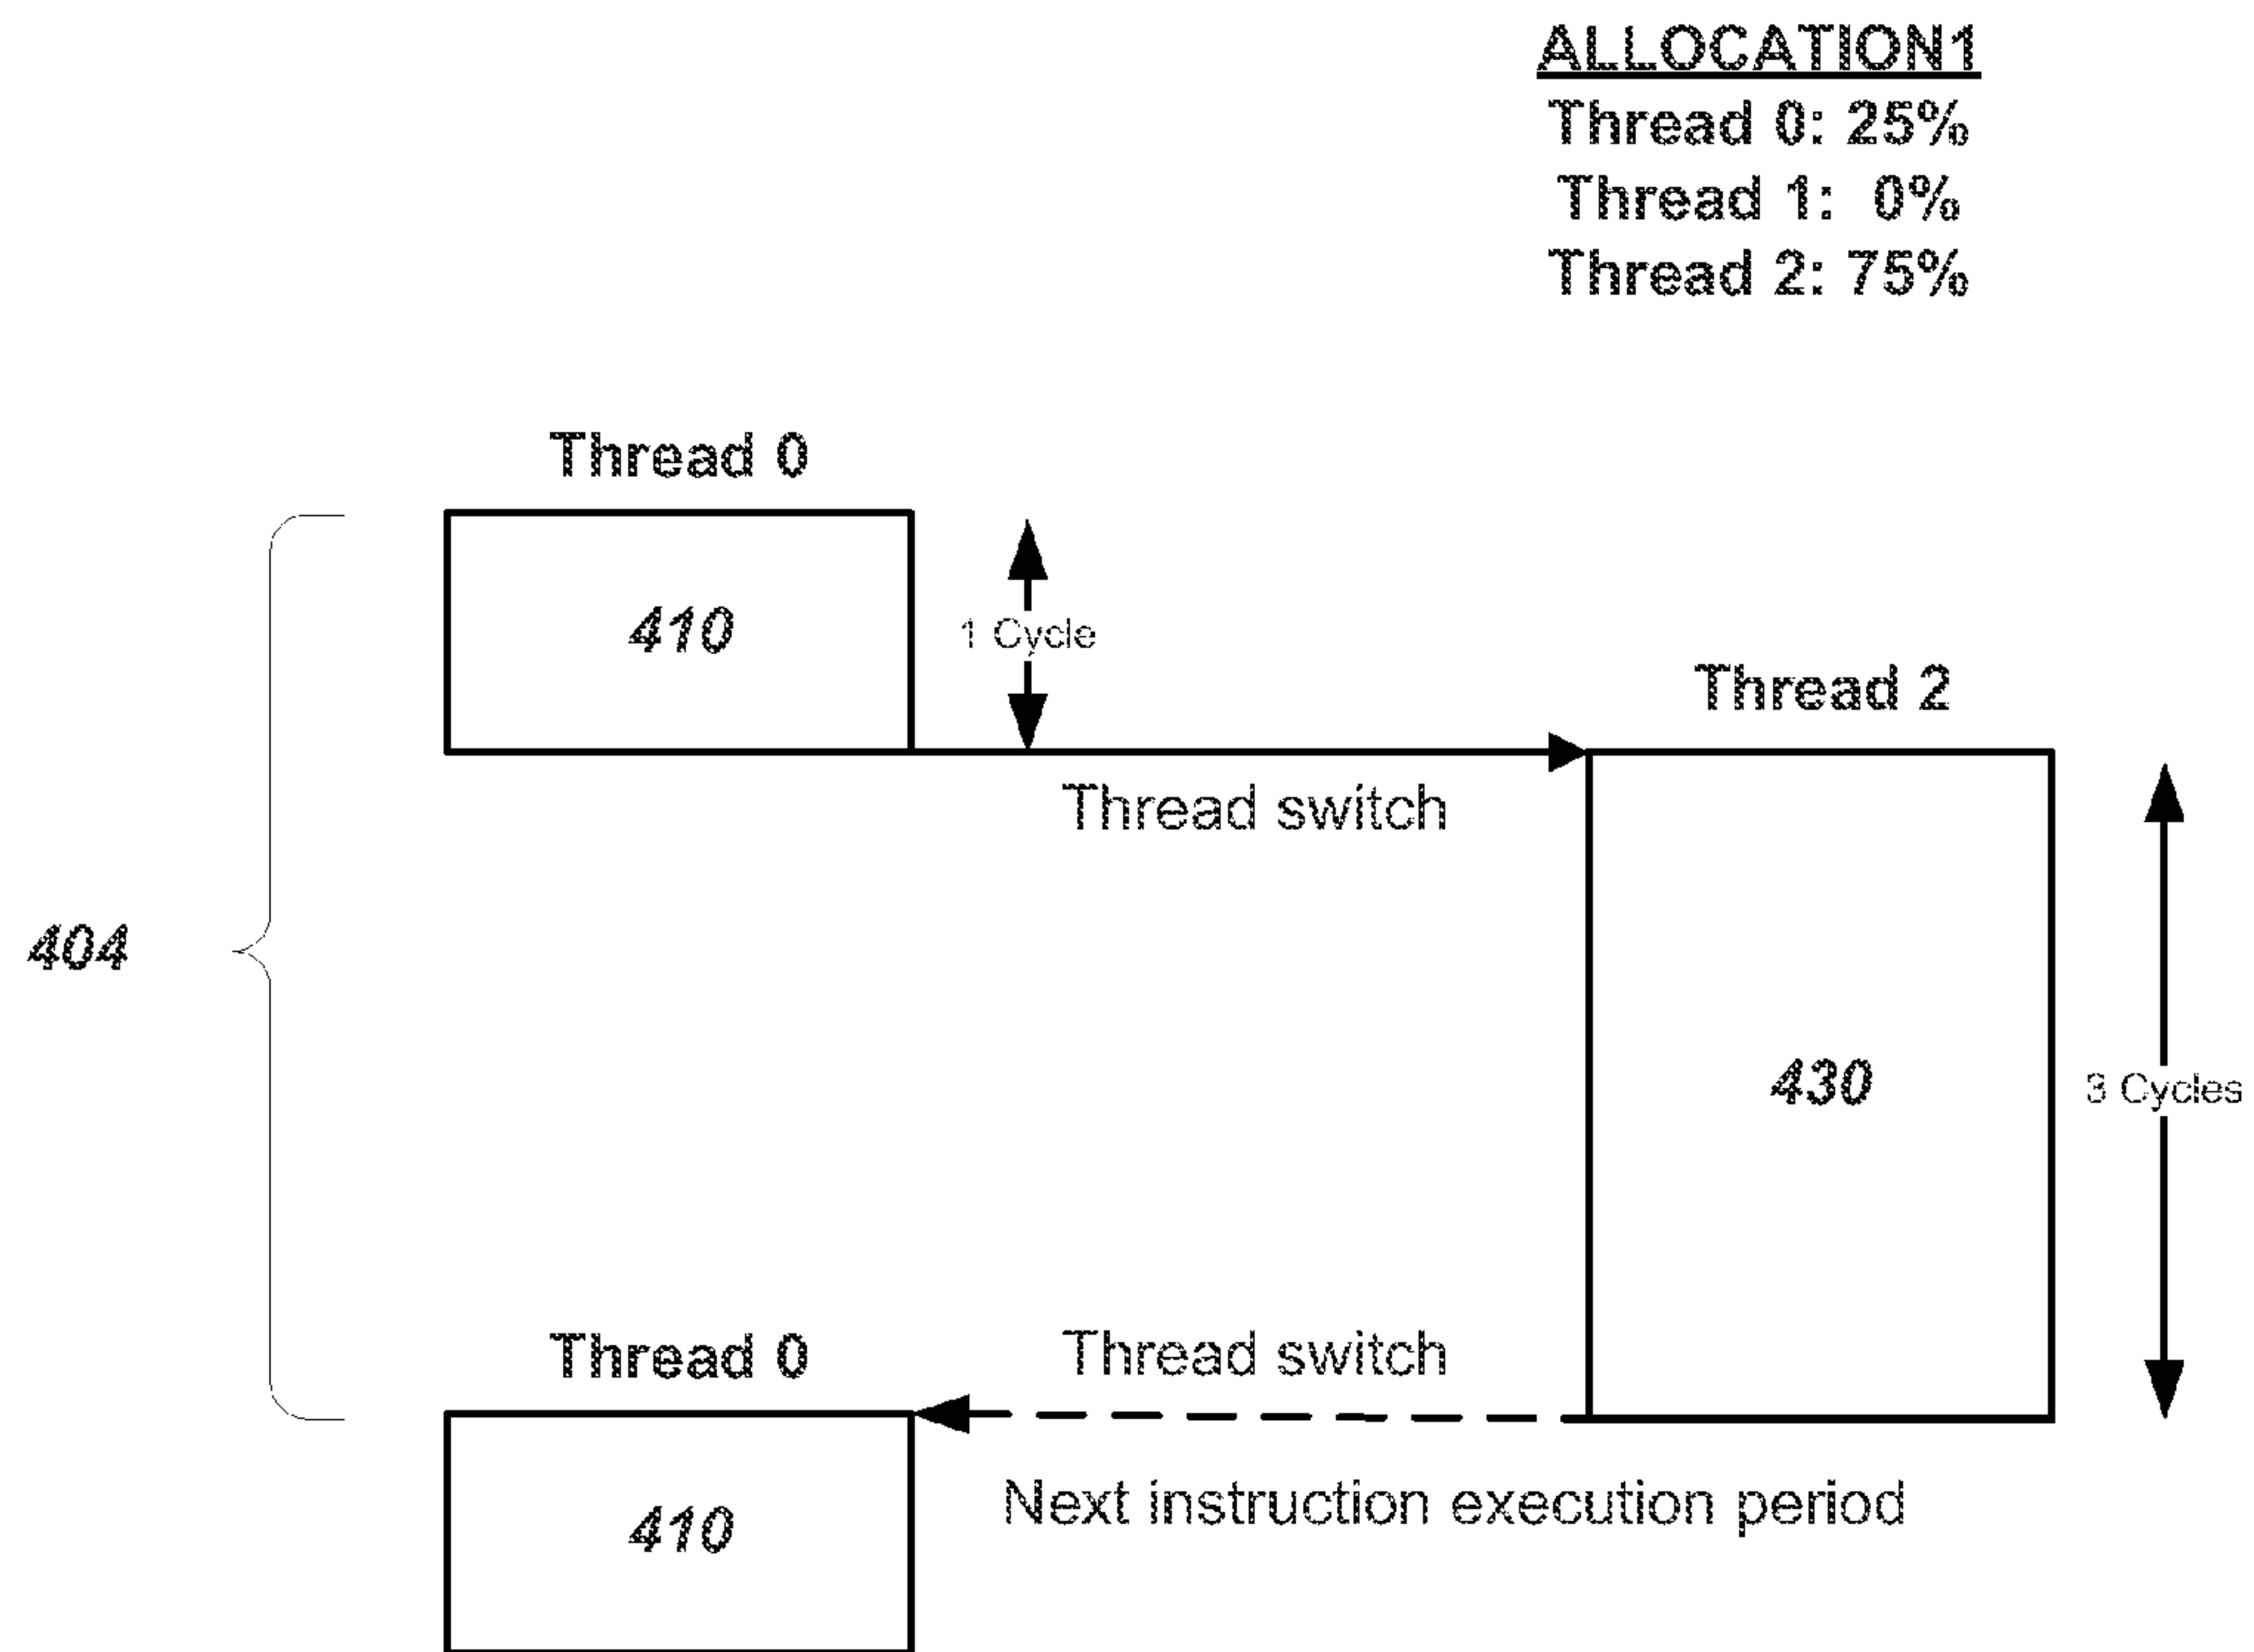 ALLOCATION1
Thread 0: 25%
Thread 1: 0%
Thread 2: 75%
Thread 0
410
1 Cycle
Thread 2
Thread switch
404
430
3 Cycles
Thread 0
Thread switch
410
Next instruction execution period